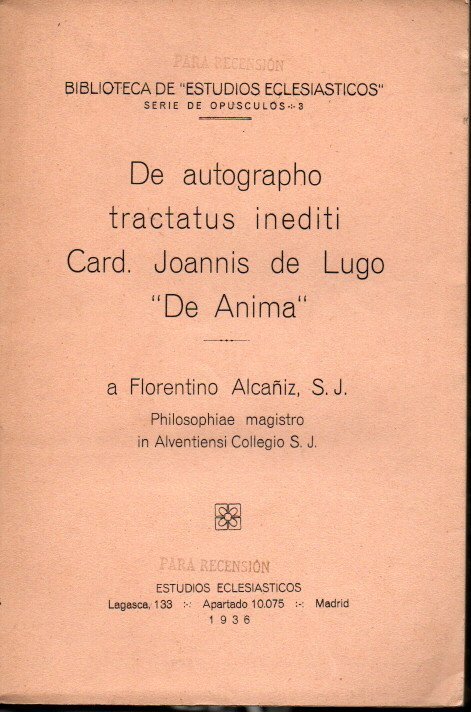 PARA RECENSIÓN
BIBLIOTECA DE "ESTUDIOS ECLESIASTICOS"
SERIE DE OPUSCULOS-:-3
De autographo
tractatus inediti
Card. Joannis de Lugo
"De Anima"
a Florentino Alcañiz, S. J.
Philosophiae magistro
in Alventiensi Collegio S. J.
PARA RECENSIÓN
ESTUDIOS ECLESIASTICOS
Lagasca, 133 :-: Apartado 10.075 :-: Madrid
1936